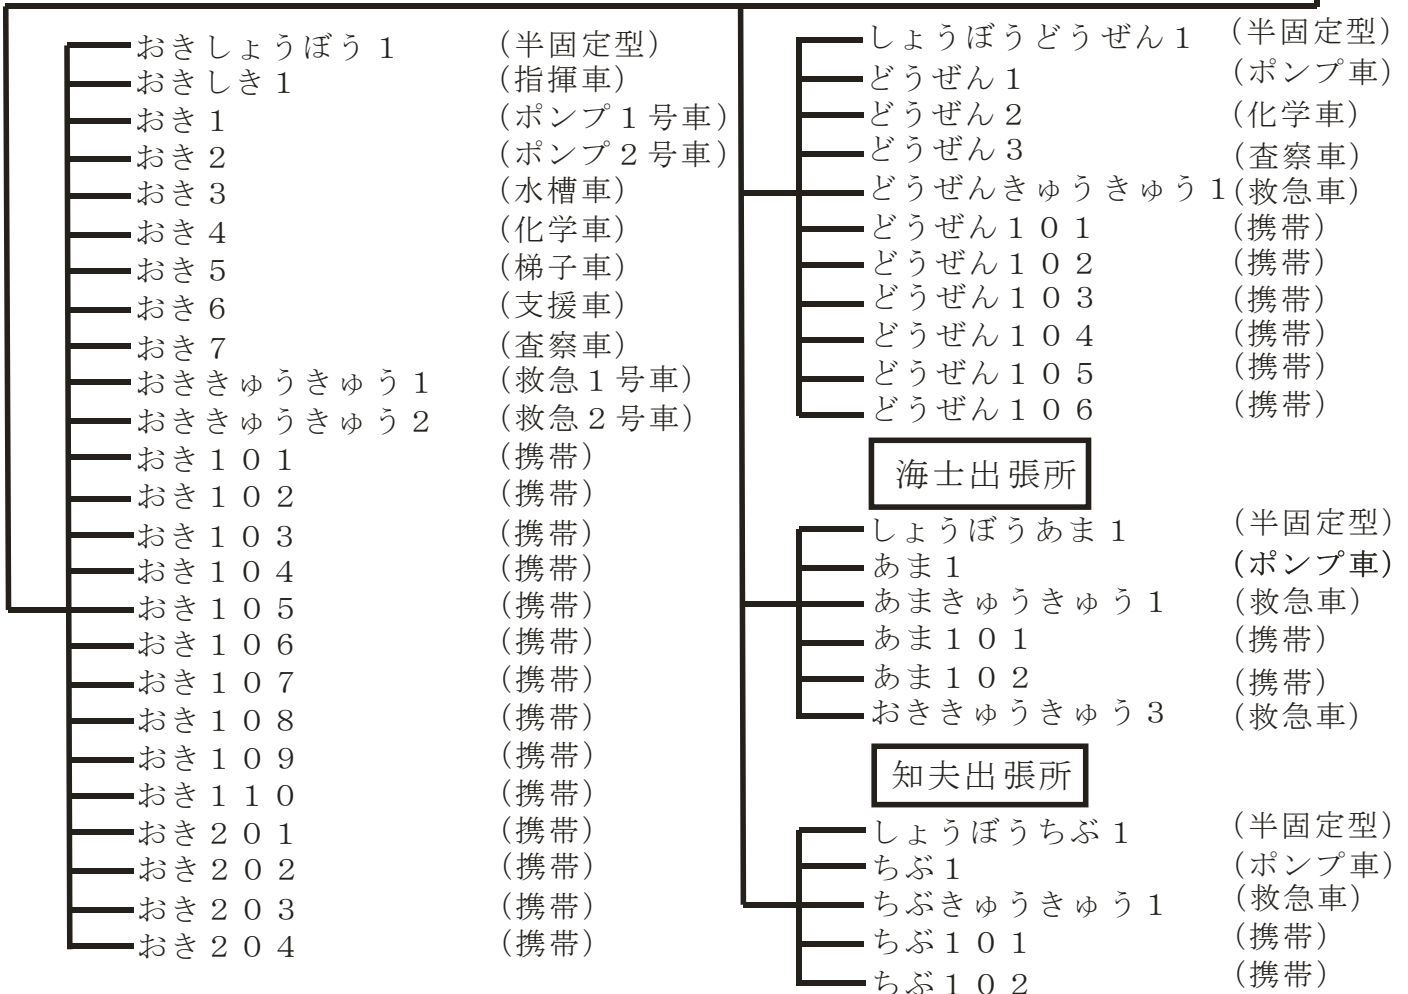 おきしょうぼう１ (半固定型)
おきしき１ (指揮車)
おき１ (ポンプ１号車)
おき２ (ポンプ２号車)
おき３ (水槽車)
おき４ (化学車)
おき５ (梯子車)
おき６ (支援車)
おき７ (査察車)
おききゅうきゅう１ (救急１号車)
おききゅうきゅう２ (救急２号車)
おき１０１ (携帯)
おき１０２ (携帯)
おき１０３ (携帯)
おき１０４ (携帯)
おき１０５ (携帯)
おき１０６ (携帯)
おき１０７ (携帯)
おき１０８ (携帯)
おき１０９ (携帯)
おき１１０ (携帯)
おき２０１ (携帯)
おき２０２ (携帯)
おき２０３ (携帯)
おき２０４ (携帯)
しょうぼうどうぜん１ (半固定型)
どうぜん１ (ポンプ車)
どうぜん２ (化学車)
どうぜん３ (査察車)
どうぜんきゅうきゅう１ (救急車)
どうぜん１０１ (携帯)
どうぜん１０２ (携帯)
どうぜん１０３ (携帯)
どうぜん１０４ (携帯)
どうぜん１０５ (携帯)
どうぜん１０６ (携帯)
海士出張所
しょうぼうあま１ (半固定型)
あま１ (ポンプ車)
あまきゅうきゅう１ (救急車)
あま１０１ (携帯)
あま１０２ (携帯)
おききゅうきゅう３ (救急車)
知夫出張所
しょうぼうちぶ１ (半固定型)
ちぶ１ (ポンプ車)
ちぶきゅうきゅう１ (救急車)
ちぶ１０１ (携帯)
ちぶ１０２ (携帯)